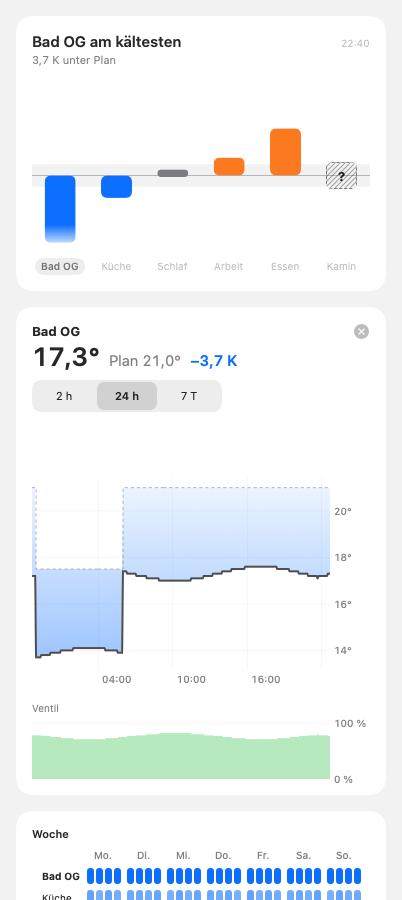 Bad OG am kältesten
22:40
3,7 K unter Plan
?
Bad OG Küche Schlaf Arbeit Essen Kamin
Bad OG
17,3° Plan 21,0° −3,7 K
2 h 24 h 7 T
20°
18°
16°
14°
04:00 10:00 16:00
Ventil
100 %
0 %
Woche
Mo. Di. Mi. Do. Fr. Sa. So.
Bad OG
Küche